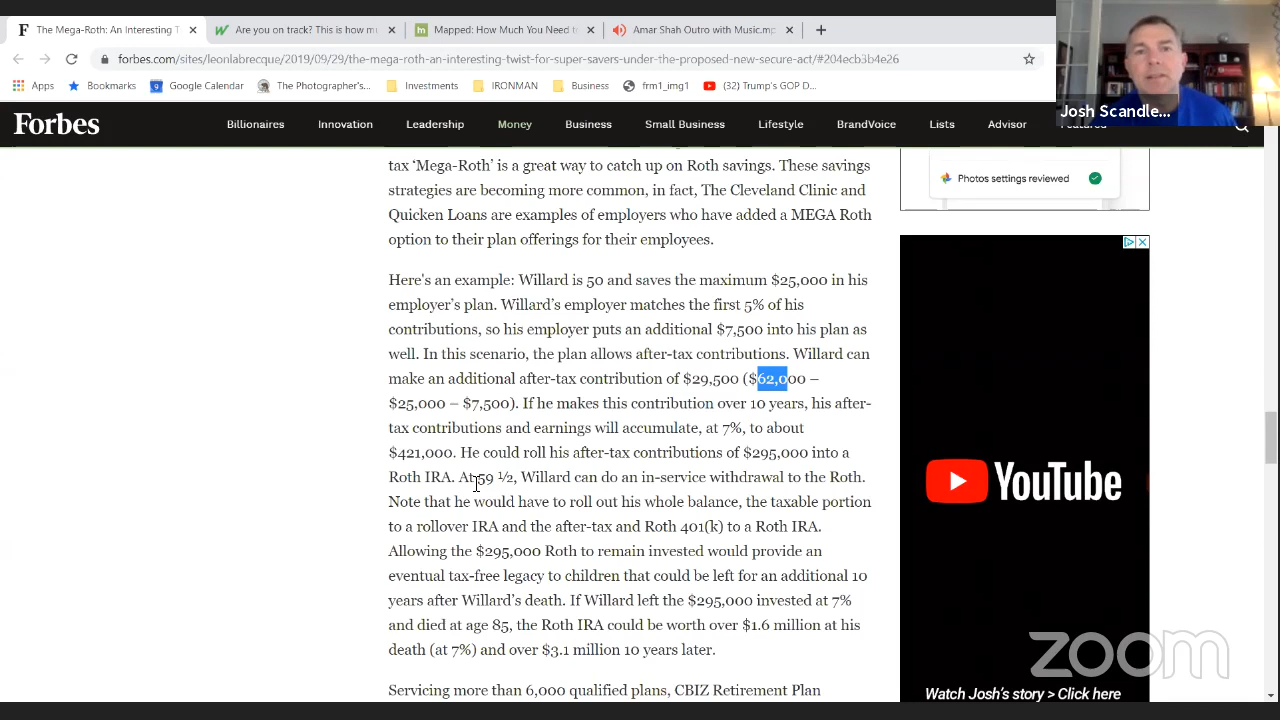 The Mega-Roth: An Interesting T
Are you on track? This is how m
Mapped: How Much You Need t
Amar Shah Outro with Music.mp
forbes.com/sites/leonlabrecque/2019/09/29/the-mega-roth-an-interesting-twist-for-super-savers-under-the-proposed-new-secure-act/#204ecb3b4e26
Apps Bookmarks Google Calendar The Photographer's... Investments IRONMAN Business frm1_img1 (32) Trump's GOP D...
Josh Scandle...
Forbes Billionaires Innovation Leadership Money Business Small Business Lifestyle BrandVoice Lists Advisor Featured
tax 'Mega-Roth' is a great way to catch up on Roth savings. These savings
strategies are becoming more common, in fact, The Cleveland Clinic and
Quicken Loans are examples of employers who have added a MEGA Roth
option to their plan offerings for their employees.
Here's an example: Willard is 50 and saves the maximum $25,000 in his
employer's plan. Willard's employer matches the first 5% of his
contributions, so his employer puts an additional $7,500 into his plan as
well. In this scenario, the plan allows after-tax contributions. Willard can
make an additional after-tax contribution of $29,500 ($62,000 –
$25,000 – $7,500). If he makes this contribution over 10 years, his after-
tax contributions and earnings will accumulate, at 7%, to about
$421,000. He could roll his after-tax contributions of $295,000 into a
Roth IRA. At 59 ½, Willard can do an in-service withdrawal to the Roth.
Note that he would have to roll out his whole balance, the taxable portion
to a rollover IRA and the after-tax and Roth 401(k) to a Roth IRA.
Allowing the $295,000 Roth to remain invested would provide an
eventual tax-free legacy to children that could be left for an additional 10
years after Willard's death. If Willard left the $295,000 invested at 7%
and died at age 85, the Roth IRA could be worth over $1.6 million at his
death (at 7%) and over $3.1 million 10 years later.
Servicing more than 6,000 qualified plans, CBIZ Retirement Plan
Photos settings reviewed
YouTube
Watch Josh's story > Click here
zoom